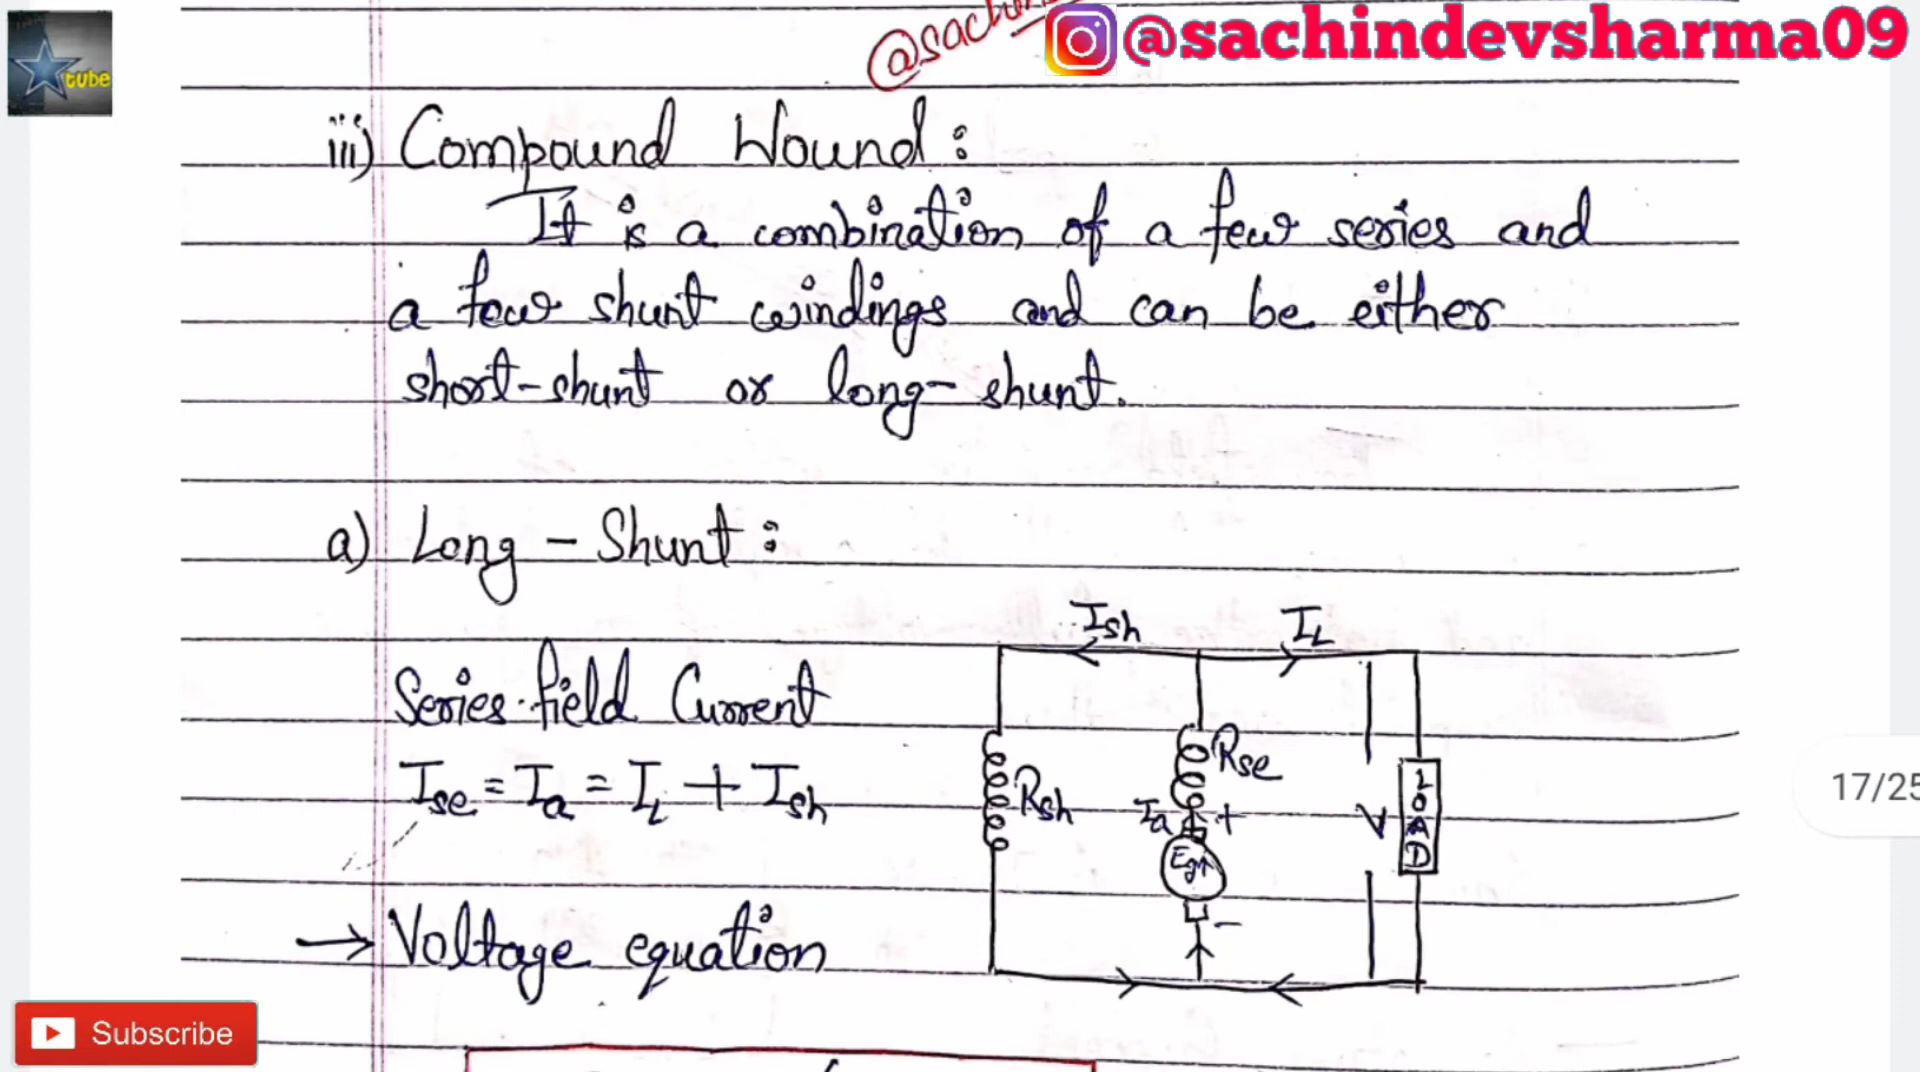 @sachin
@sachindevsharma09
tube
iii) Compound Wound :
It is a combination of a few series and
a few shunt windings and can be either
short-shunt or long-shunt.
a) Long - Shunt :
Ish IL
Series field Current
Rse
Ise = Ia = IL + Ish
Rsh
Ia +
V
LOAD
Eg
-
→ Voltage equation
17/25
Subscribe